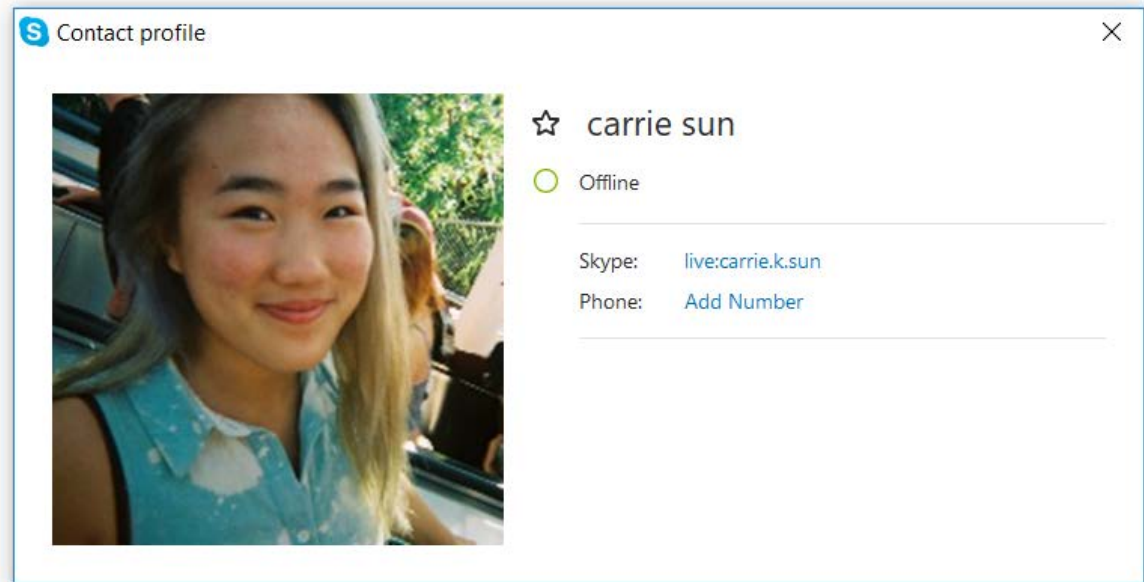 S Contact profile
carrie sun
Offline
Skype: live:carrie.k.sun
Phone: Add Number